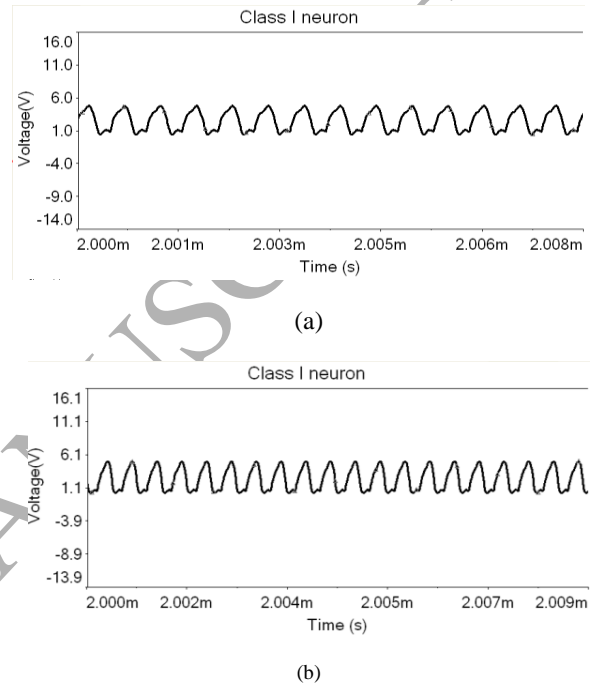 Class I neuron
16.0
11.0
6.0
1.0
-4.0
-9.0
-14.0
Voltage(V)
2.000m 2.001m 2.003m 2.005m 2.006m 2.008m
Time (s)
(a)
Class I neuron
16.1
11.1
6.1
1.1
-3.9
-8.9
-13.9
Voltage(V)
2.000m 2.002m 2.004m 2.005m 2.007m 2.009m
Time (s)
(b)